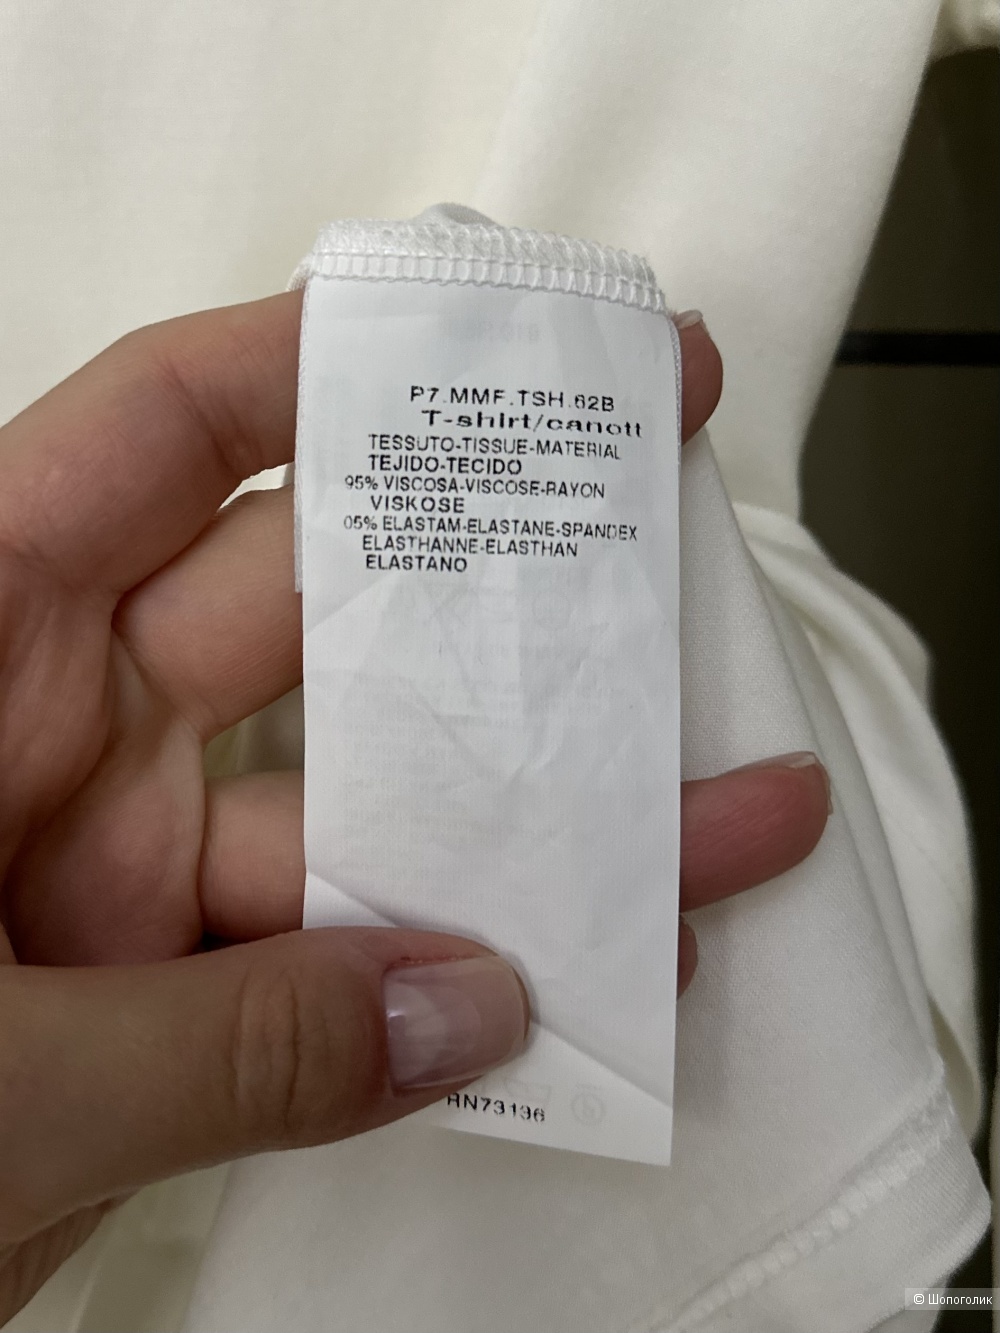 P7.MMF.TSH.62B
T-shirt/canott
TESSUTO-TISSUE-MATERIAL
TEJIDO-TECIDO
95% VISCOSA-VISCOSE-RAYON
VISKOSE
05% ELASTAM-ELASTANE-SPANDEX
ELASTHANNE-ELASTHAN
ELASTANO
RN73136
© Шопоголик